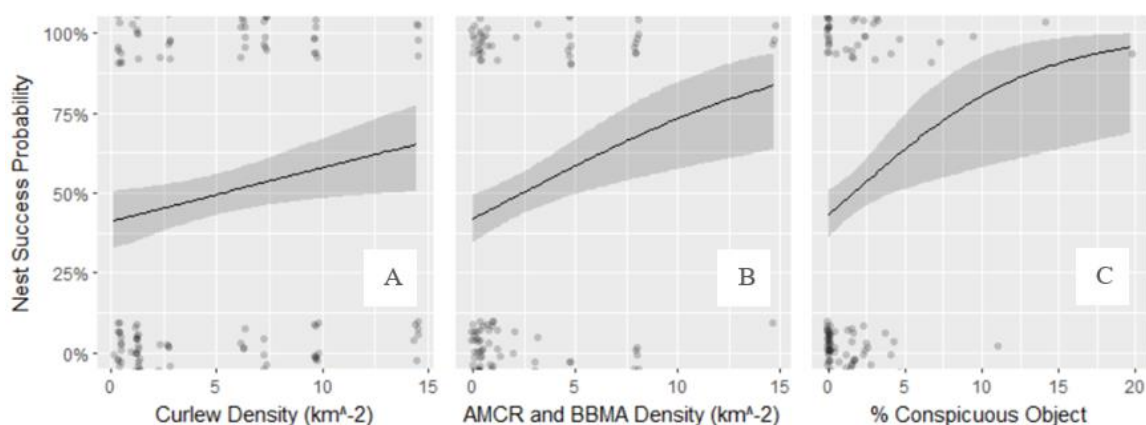 Nest Success Probability
100%
75%
50%
25%
0%
A
B
C
0 5 10 15
0 5 10 15
0 5 10 15 20
Curlew Density (km^-2)
AMCR and BBMA Density (km^-2)
% Conspicuous Object